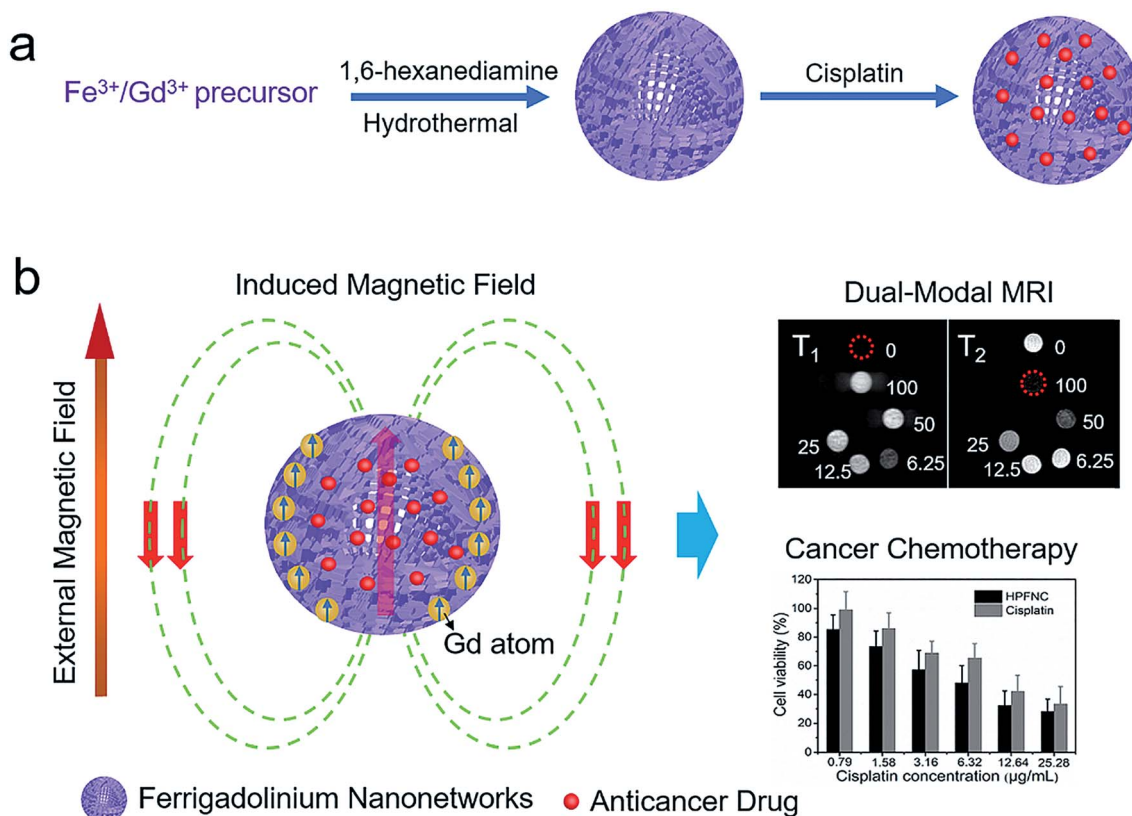 a
Fe³⁺/Gd³⁺ precursor
1,6-hexanediamine
Hydrothermal
Cisplatin
b
External Magnetic Field
Induced Magnetic Field
Gd atom
Dual-Modal MRI
T₁
0
100
50
25
12.5
6.25
T₂
0
100
50
25
12.5
6.25
Cancer Chemotherapy
HPFNC
Cisplatin
Cell viability (%)
120
100
80
60
40
20
0
0.79 1.58 3.16 6.32 12.64 25.28
Cisplatin concentration (μg/mL)
Ferrigadolinium Nanonetworks
Anticancer Drug